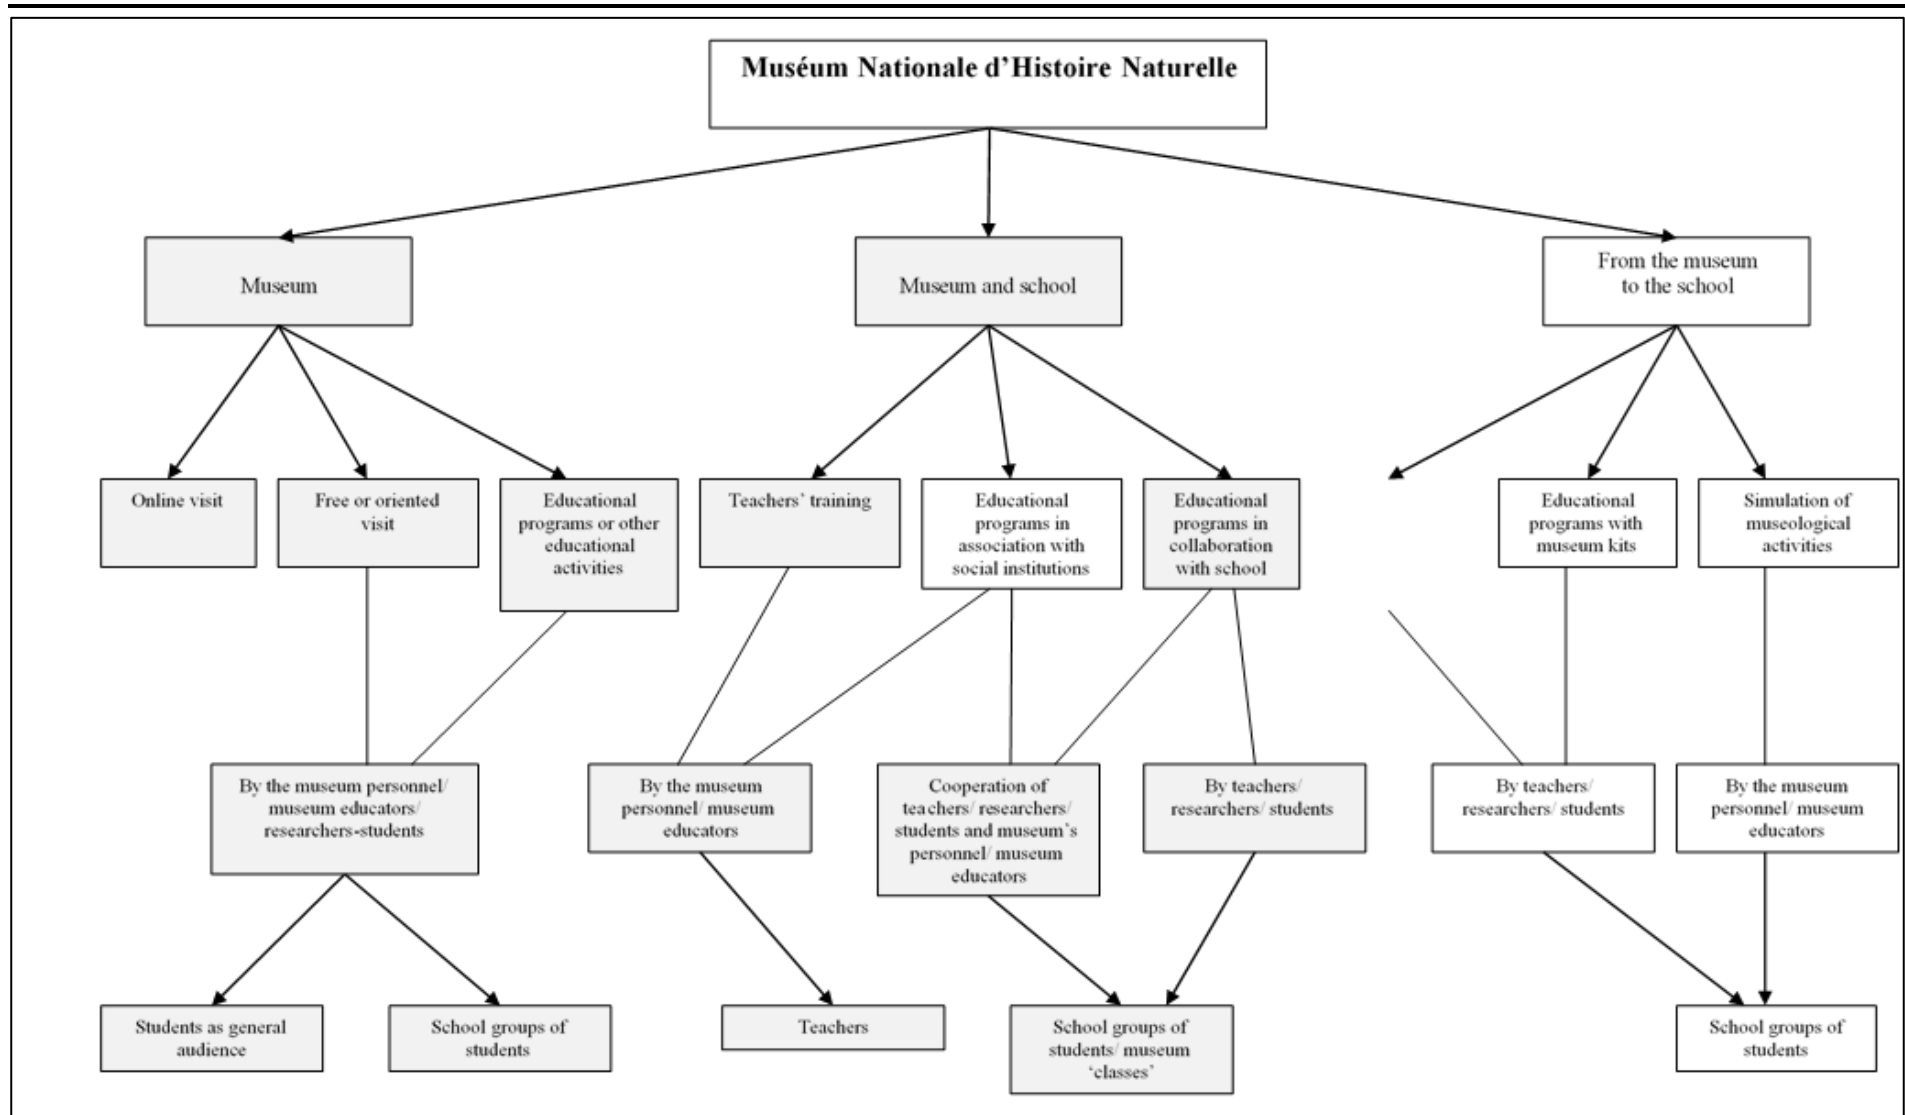 Muséum Nationale d’Histoire Naturelle
Museum
Museum and school
From the museum
to the school
Online visit
Free or oriented
visit
Educational
programs or other
educational
activities
Teachers’ training
Educational
programs in
association with
social institutions
Educational
programs in
collaboration
with school
Educational
programs with
museum kits
Simulation of
museological
activities
By the museum personnel/
museum educators/
researchers-students
By the museum
personnel/ museum
educators
Cooperation of
teachers/ researchers/
students and museum`s
personnel/ museum
educators
By teachers/
researchers/ students
By teachers/
researchers/ students
By the museum
personnel/ museum
educators
Students as general
audience
School groups of
students
Teachers
School groups of
students/ museum
‘classes’
School groups of
students